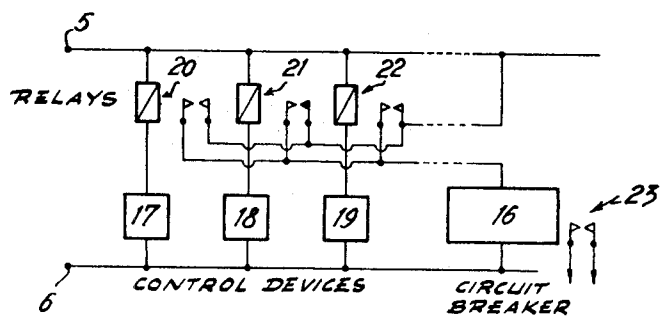 5
20
21
22
RELAYS
17
18
19
16
23
6
CONTROL DEVICES
CIRCUIT
BREAKER